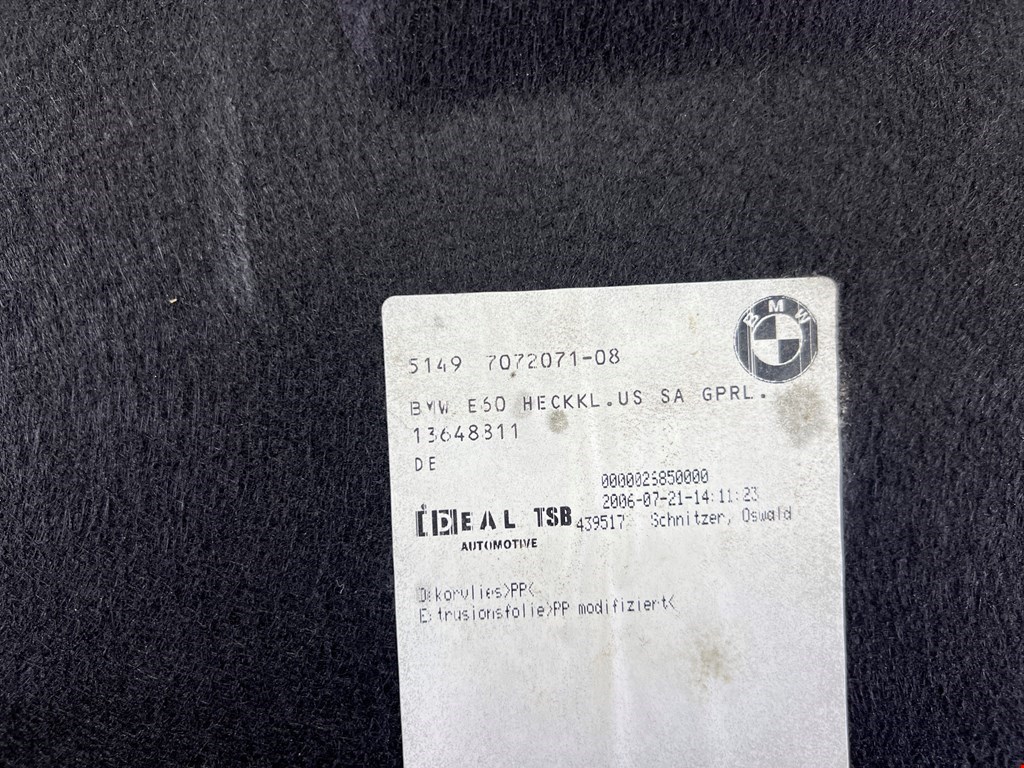 BMW
5149 7072071-08
BMW E60 HECKKL.US SA GPRL.
13648311
DE
0000026850000
2006-07-21-14:11:23
IDEAL TSB 439517 Schnitzer, Oswald
AUTOMOTIVE
Dekorvlies>PP<
Extrusionsfolie>PP modifiziert<